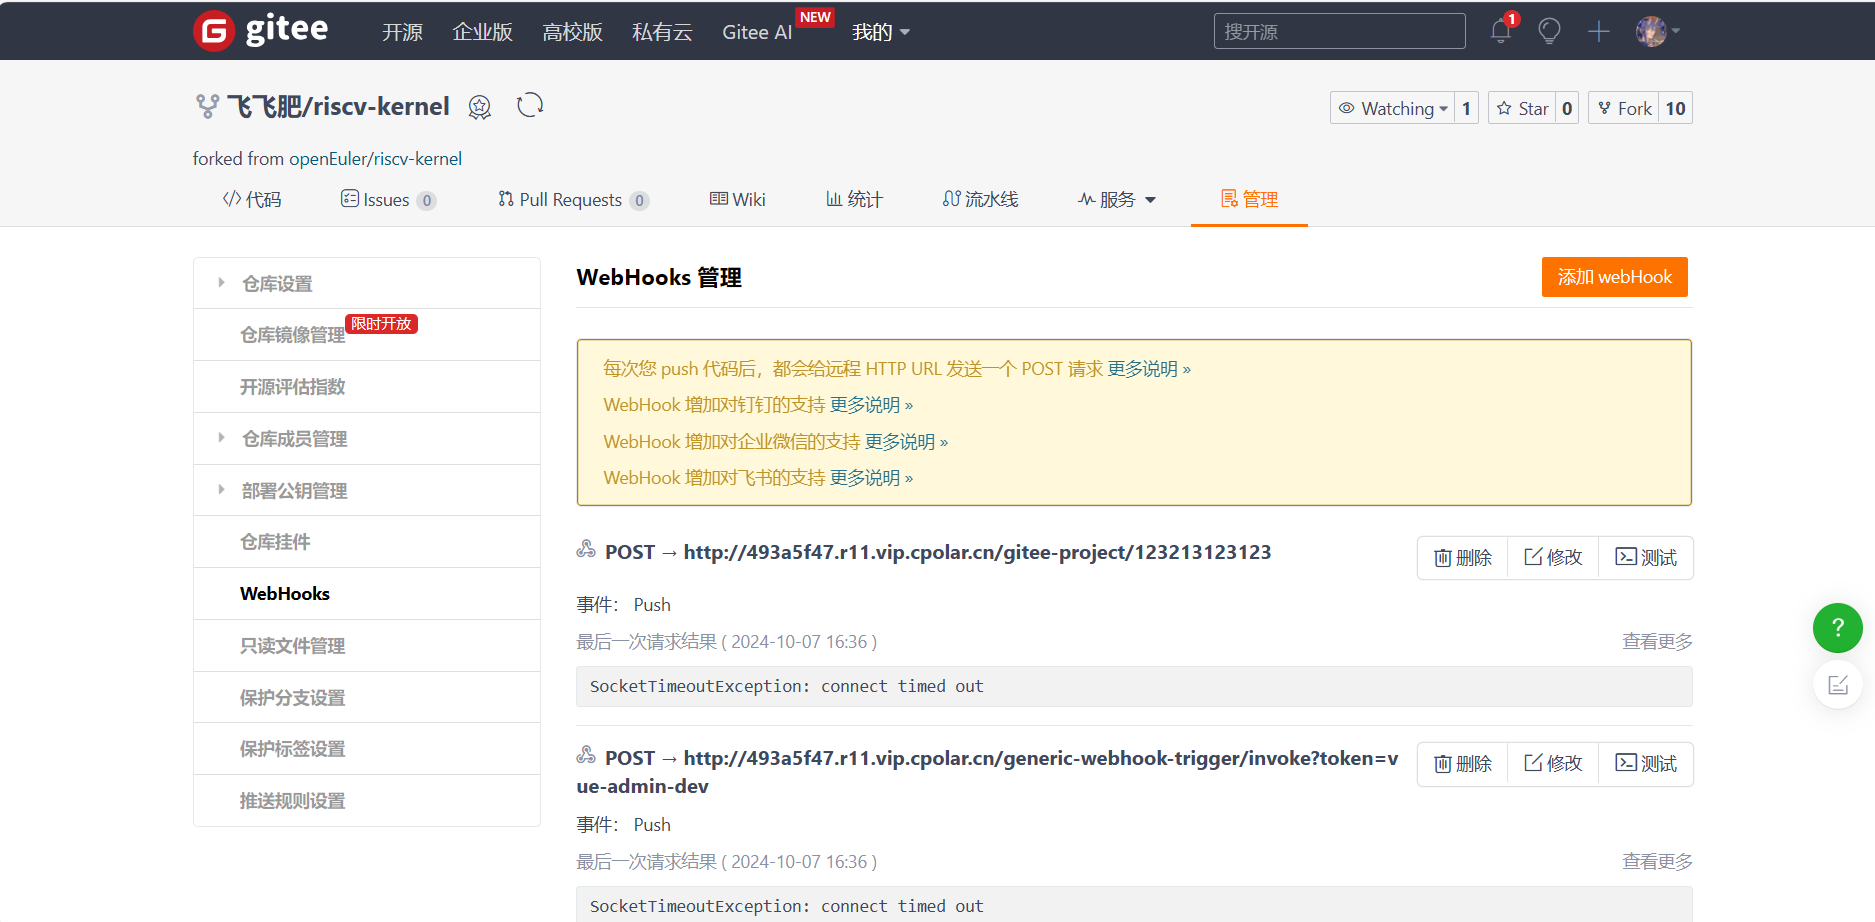 gitee 开源 企业版 高校版 私有云 Gitee AI NEW 我的 搜开源 1
飞飞肥/riscv-kernel Watching 1 Star 0 Fork 10
forked from openEuler/riscv-kernel
代码 Issues 0 Pull Requests 0 Wiki 统计 流水线 服务 管理
仓库设置
仓库镜像管理 限时开放
开源评估指数
仓库成员管理
部署公钥管理
仓库挂件
WebHooks
只读文件管理
保护分支设置
保护标签设置
推送规则设置
WebHooks 管理 添加 webHook
每次您 push 代码后，都会给远程 HTTP URL 发送一个 POST 请求 更多说明 »
WebHook 增加对钉钉的支持 更多说明 »
WebHook 增加对企业微信的支持 更多说明 »
WebHook 增加对飞书的支持 更多说明 »
POST → http://493a5f47.r11.vip.cpolar.cn/gitee-project/123213123123 删除 修改 测试
事件： Push
最后一次请求结果 ( 2024-10-07 16:36 ) 查看更多
SocketTimeoutException: connect timed out
POST → http://493a5f47.r11.vip.cpolar.cn/generic-webhook-trigger/invoke?token=v 删除 修改 测试
ue-admin-dev
事件： Push
最后一次请求结果 ( 2024-10-07 16:36 ) 查看更多
SocketTimeoutException: connect timed out
?